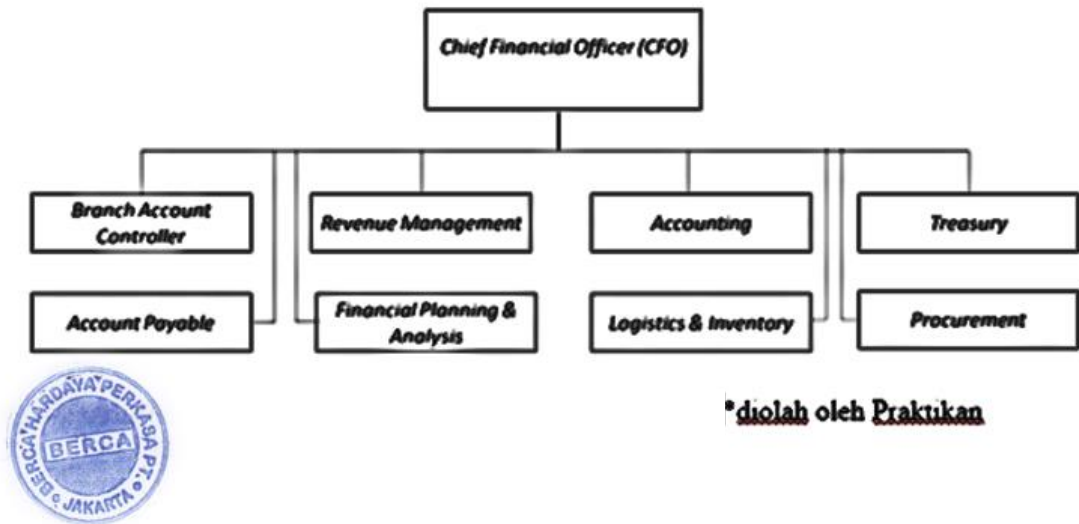 Chief Financial Officer (CFO)
Branch Account
Controller
Revenue Management
Accounting
Treasury
Account Payable
Financial Planning &
Analysis
Logistics & Inventory
Procurement
*diolah oleh Praktikan
BERCA HARDAYA PERKASA PT.
BERCA
JAKARTA